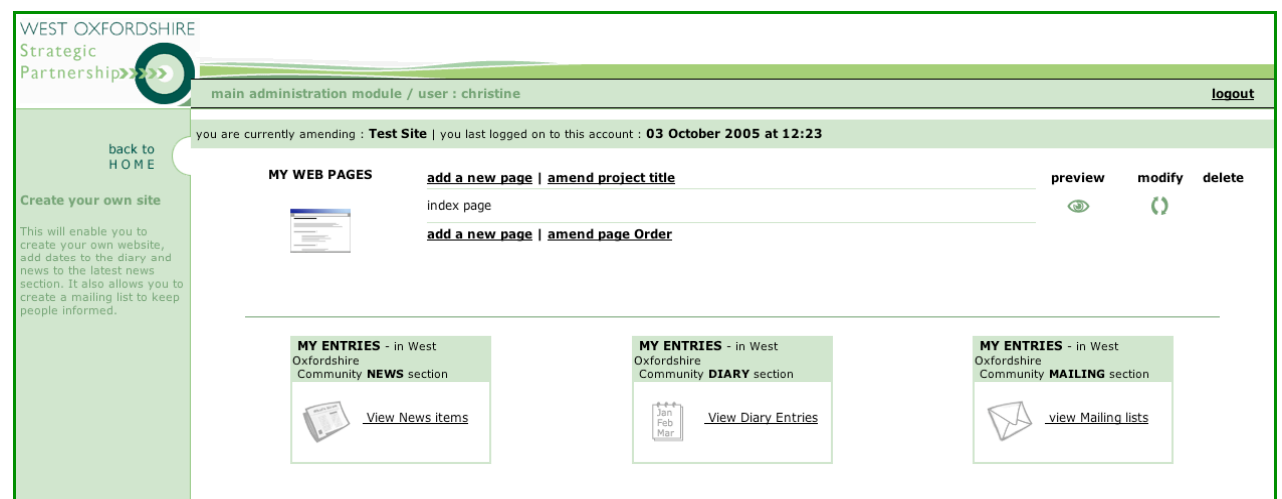 WEST OXFORDSHIRE
Strategic
Partnership
main administration module / user : christine
logout
you are currently amending : Test Site | you last logged on to this account : 03 October 2005 at 12:23
back to
HOME
Create your own site
This will enable you to
create your own website,
add dates to the diary and
news to the latest news
section. It also allows you to
create a mailing list to keep
people informed.
MY WEB PAGES
add a new page | amend project title
preview modify delete
index page
add a new page | amend page Order
MY ENTRIES - in West
Oxfordshire
Community NEWS section
View News items
MY ENTRIES - in West
Oxfordshire
Community DIARY section
Jan
Feb
Mar
View Diary Entries
MY ENTRIES - in West
Oxfordshire
Community MAILING section
view Mailing lists